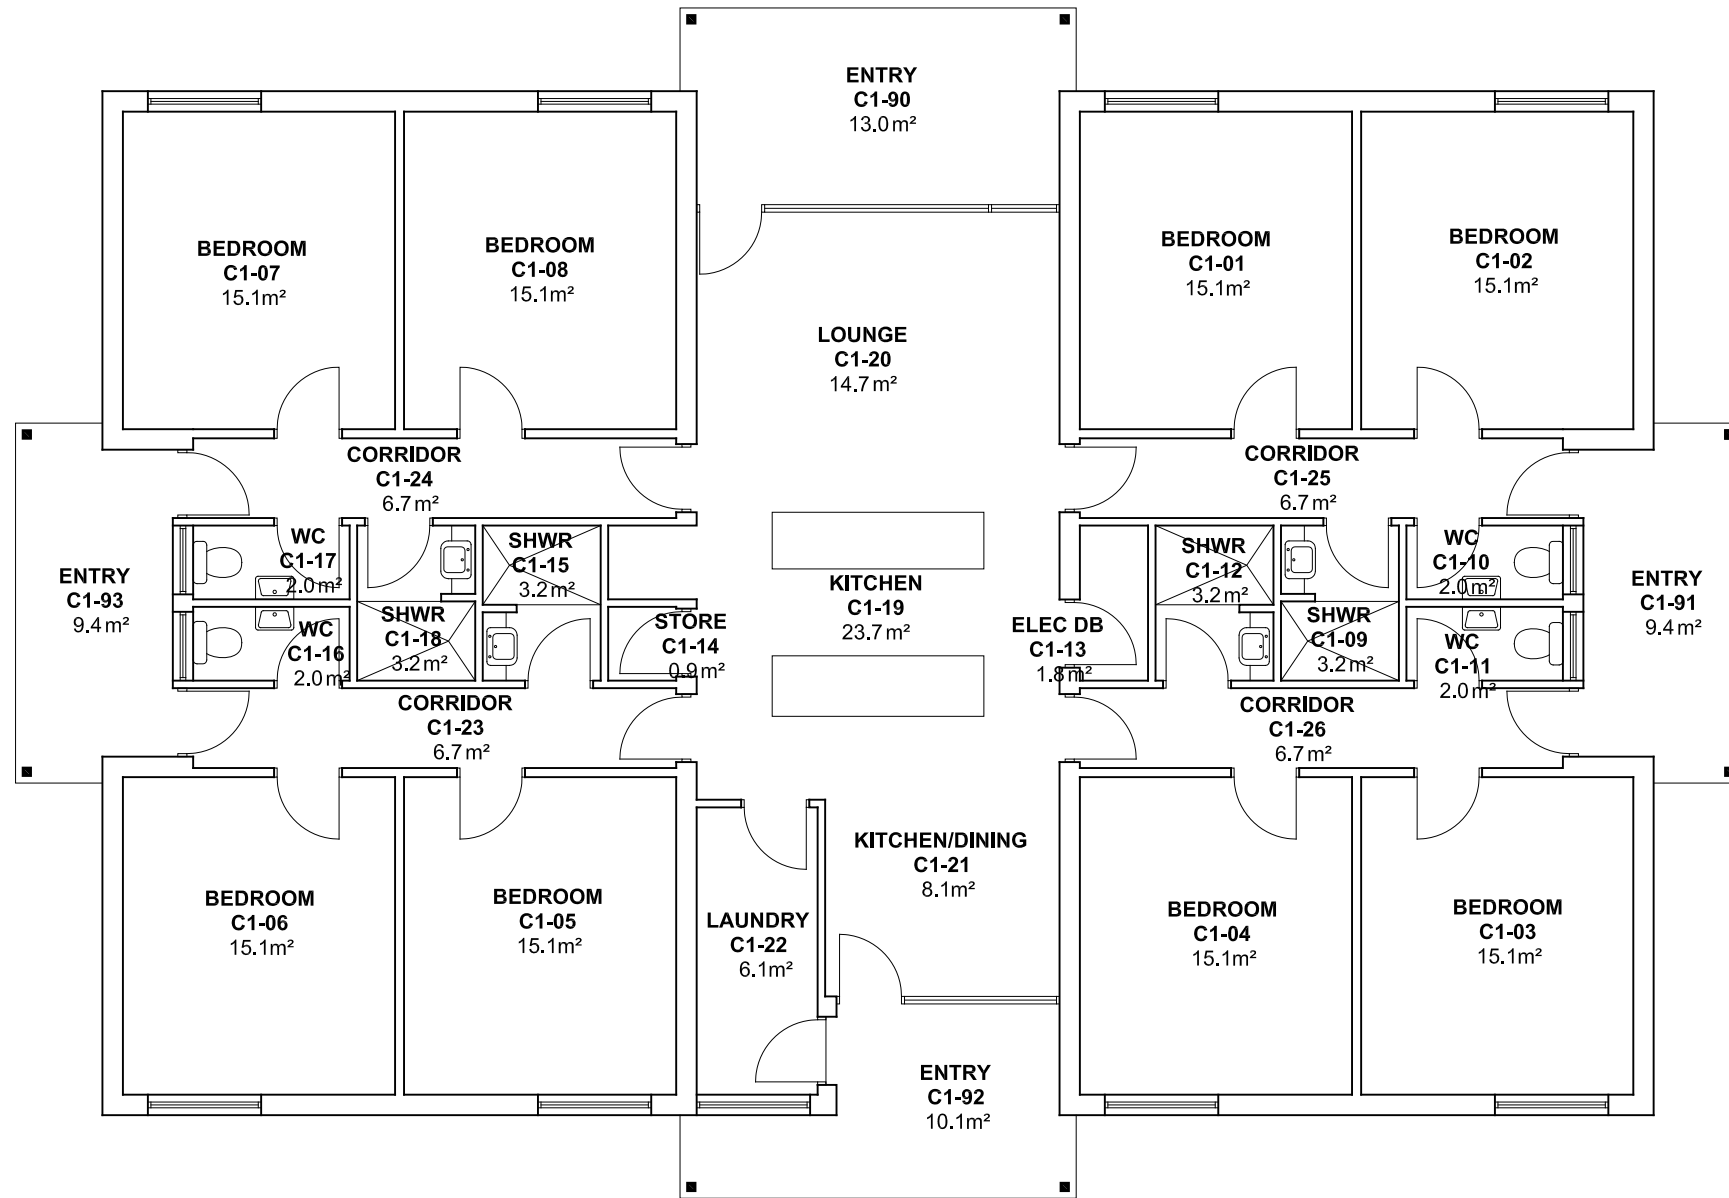 ENTRY
C1-90
13.0m²
BEDROOM
C1-07
15.1m²
BEDROOM
C1-08
15.1m²
BEDROOM
C1-01
15.1m²
BEDROOM
C1-02
15.1m²
LOUNGE
C1-20
14.7m²
CORRIDOR
C1-24
6.7m²
CORRIDOR
C1-25
6.7m²
ENTRY
C1-93
9.4m²
WC
C1-17
2.0m²
SHWR
C1-15
3.2m²
KITCHEN
C1-19
23.7m²
SHWR
C1-12
3.2m²
WC
C1-10
2.0m²
ENTRY
C1-91
9.4m²
WC
C1-16
2.0m²
SHWR
C1-18
3.2m²
STORE
C1-14
0.9m²
ELEC DB
C1-13
1.8m²
SHWR
C1-09
3.2m²
WC
C1-11
2.0m²
CORRIDOR
C1-23
6.7m²
CORRIDOR
C1-26
6.7m²
BEDROOM
C1-06
15.1m²
BEDROOM
C1-05
15.1m²
LAUNDRY
C1-22
6.1m²
KITCHEN/DINING
C1-21
8.1m²
BEDROOM
C1-04
15.1m²
BEDROOM
C1-03
15.1m²
ENTRY
C1-92
10.1m²